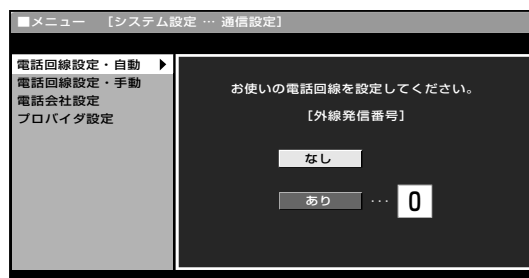 ■メニュー [システム設定 … 通信設定]
電話回線設定・自動 ▶
電話回線設定・手動
電話会社設定
プロバイダ設定
お使いの電話回線を設定してください。
[外線発信番号]
なし
あり … 0